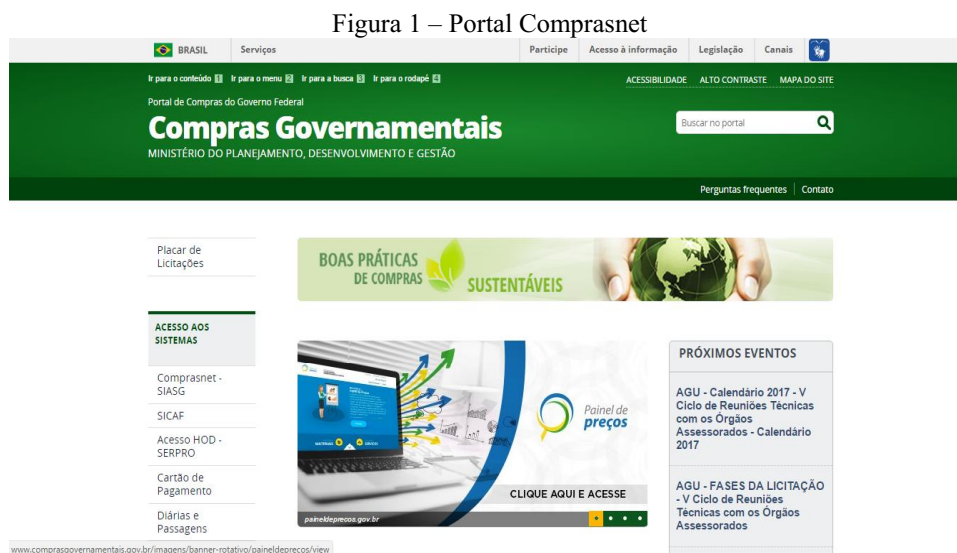 Figura 1 – Portal Comprasnet
BRASIL Serviços Participe Acesso à informação Legislação Canais
Ir para o conteúdo 1 Ir para o menu 2 Ir para a busca 3 Ir para o rodapé 4 ACESSIBILIDADE ALTO CONTRASTE MAPA DO SITE
Portal de Compras do Governo Federal
Compras Governamentais
Buscar no portal
MINISTÉRIO DO PLANEJAMENTO, DESENVOLVIMENTO E GESTÃO
Perguntas frequentes Contato
Placar de
Licitações
ACESSO AOS
SISTEMAS
Comprasnet -
SIASG
SICAF
Acesso HOD -
SERPRO
Cartão de
Pagamento
Diárias e
Passagens
BOAS PRÁTICAS
DE COMPRAS
SUSTENTÁVEIS
Painel de
preços
CLIQUE AQUI E ACESSE
paineldeprecos.gov.br
PRÓXIMOS EVENTOS
AGU - Calendário 2017 - V
Ciclo de Reuniões Técnicas
com os Órgãos
Assessorados - Calendário
2017
AGU - FASES DA LICITAÇÃO
- V Ciclo de Reuniões
Técnicas com os Órgãos
Assessorados
www.comprasgovernamentais.gov.br/imagens/banner-rotativo/paineldeprecos/view